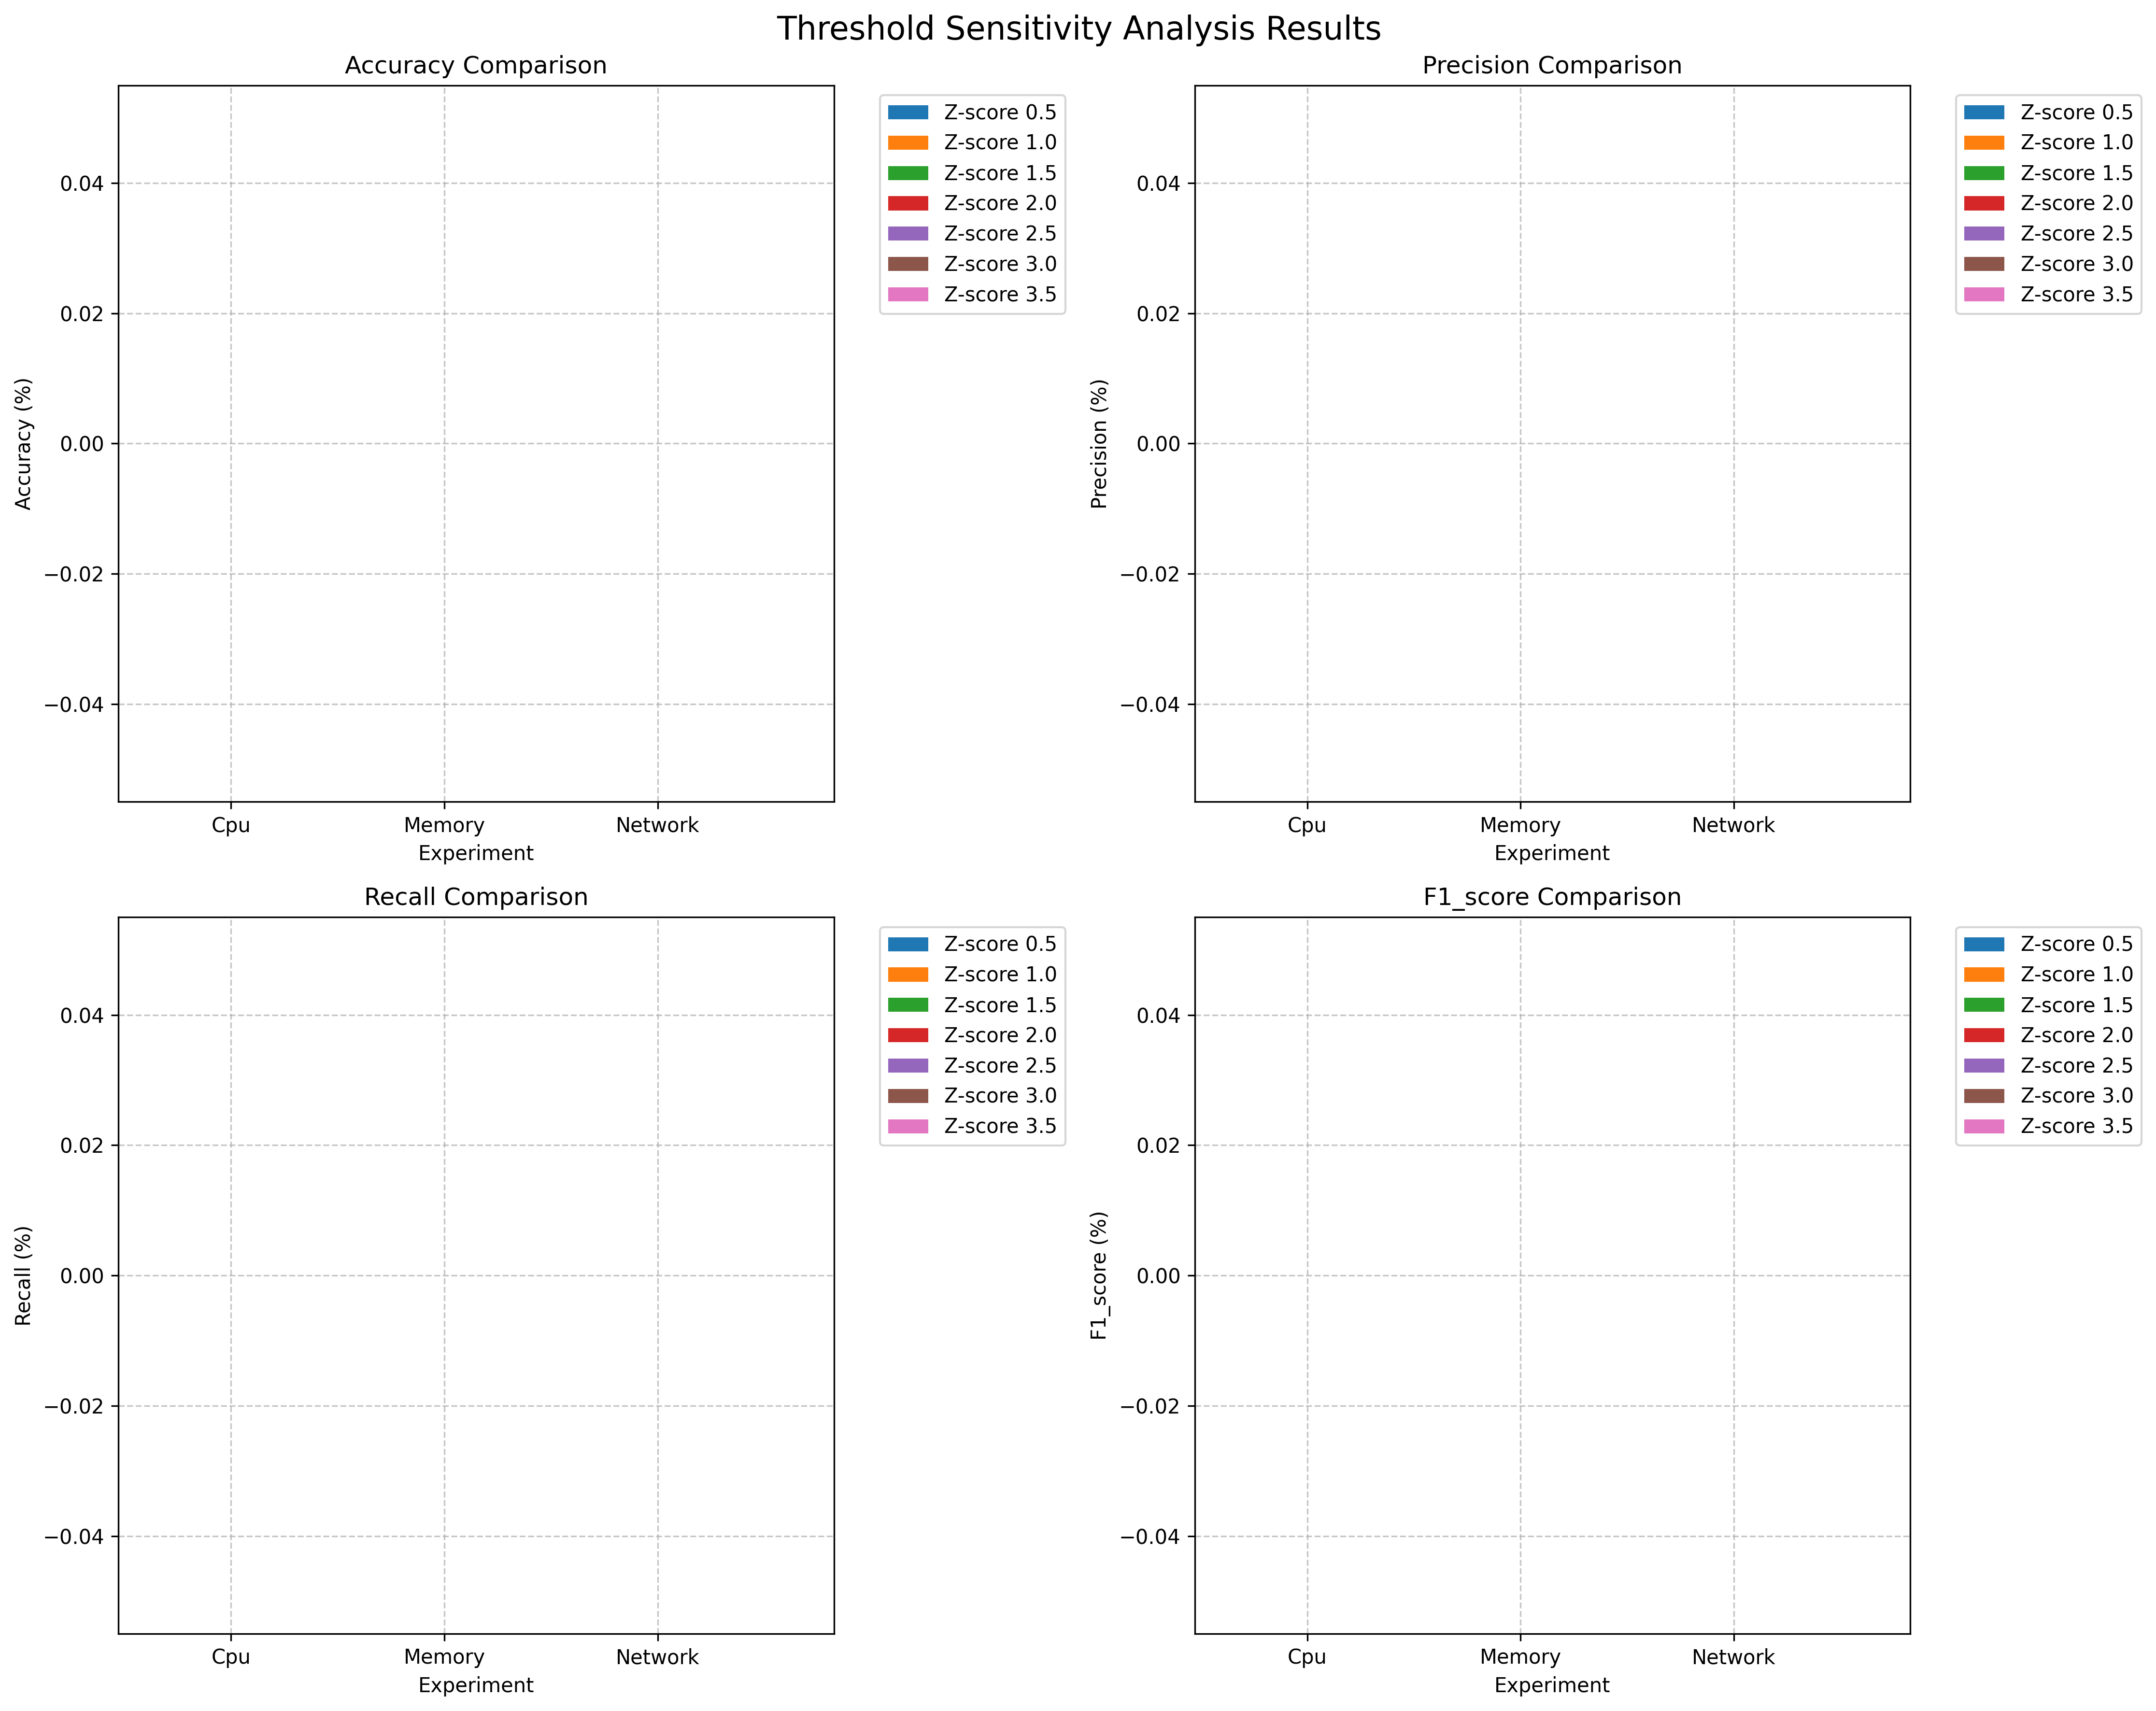 Threshold Sensitivity Analysis Results
Accuracy Comparison
Accuracy (%)
0.04
0.02
0.00
−0.02
−0.04
Cpu
Memory
Network
Experiment
Z-score 0.5
Z-score 1.0
Z-score 1.5
Z-score 2.0
Z-score 2.5
Z-score 3.0
Z-score 3.5
Precision Comparison
Precision (%)
0.04
0.02
0.00
−0.02
−0.04
Cpu
Memory
Network
Experiment
Z-score 0.5
Z-score 1.0
Z-score 1.5
Z-score 2.0
Z-score 2.5
Z-score 3.0
Z-score 3.5
Recall Comparison
Recall (%)
0.04
0.02
0.00
−0.02
−0.04
Cpu
Memory
Network
Experiment
Z-score 0.5
Z-score 1.0
Z-score 1.5
Z-score 2.0
Z-score 2.5
Z-score 3.0
Z-score 3.5
F1_score Comparison
F1_score (%)
0.04
0.02
0.00
−0.02
−0.04
Cpu
Memory
Network
Experiment
Z-score 0.5
Z-score 1.0
Z-score 1.5
Z-score 2.0
Z-score 2.5
Z-score 3.0
Z-score 3.5